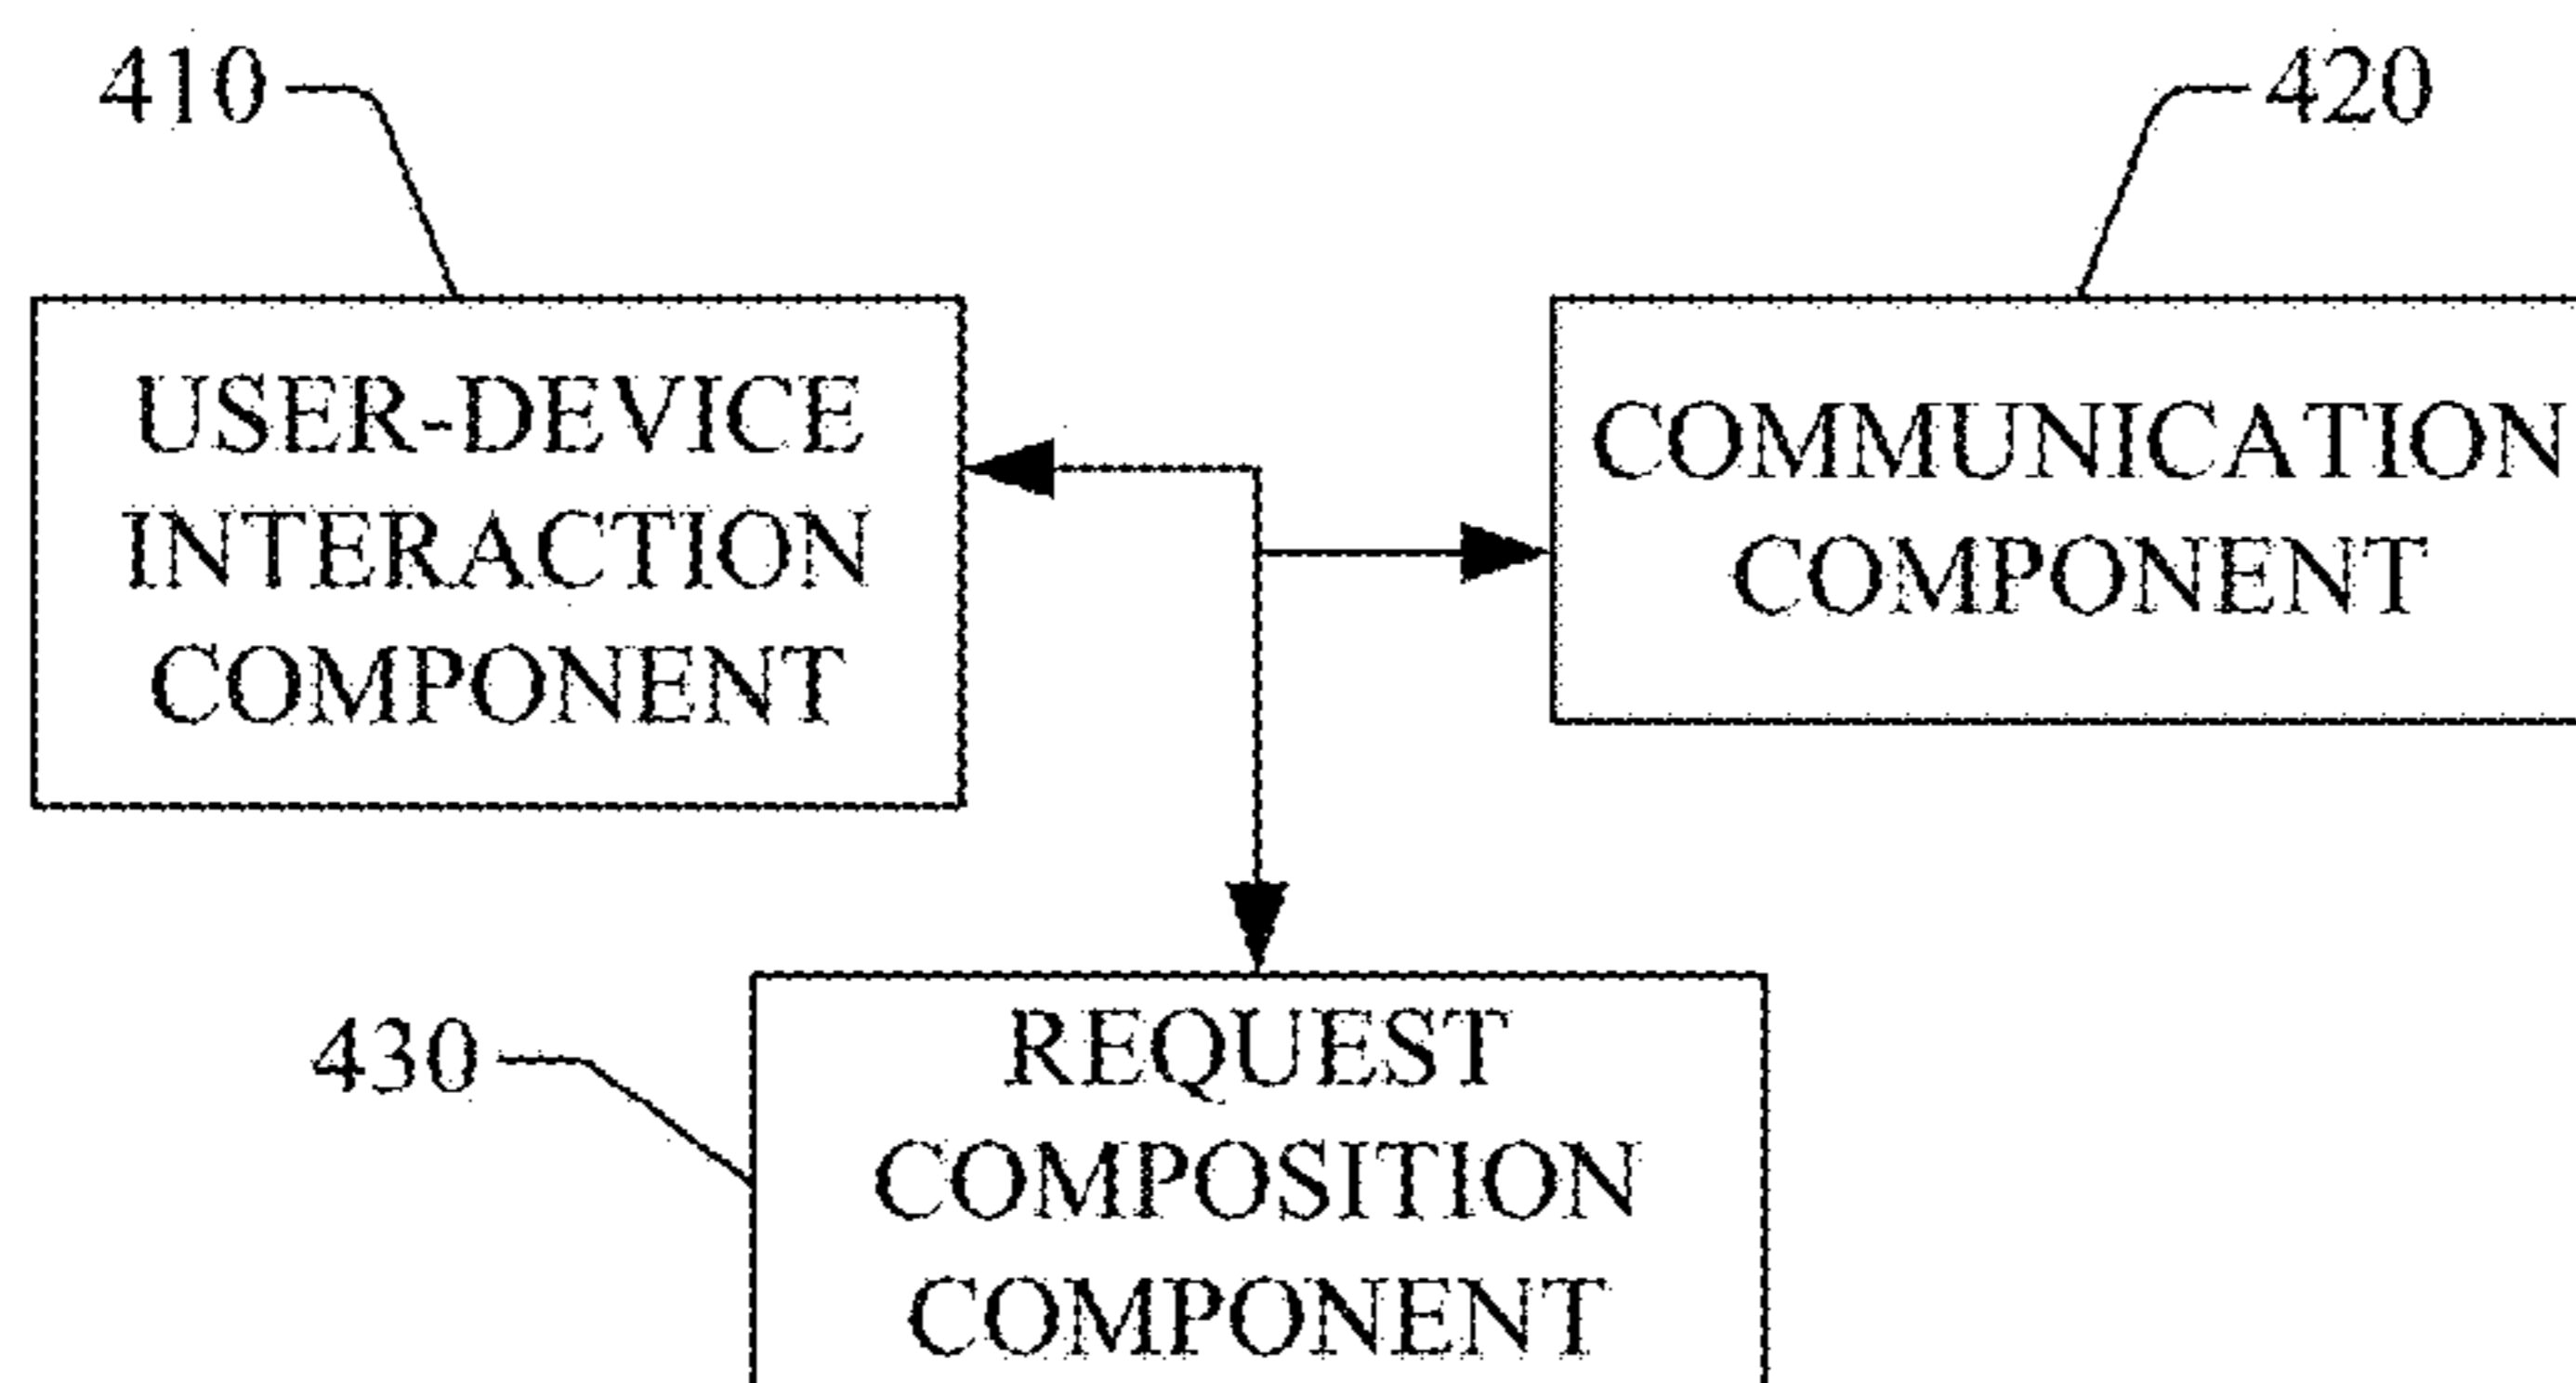 410
420
USER-DEVICE
INTERACTION
COMPONENT
COMMUNICATION
COMPONENT
430
REQUEST
COMPOSITION
COMPONENT